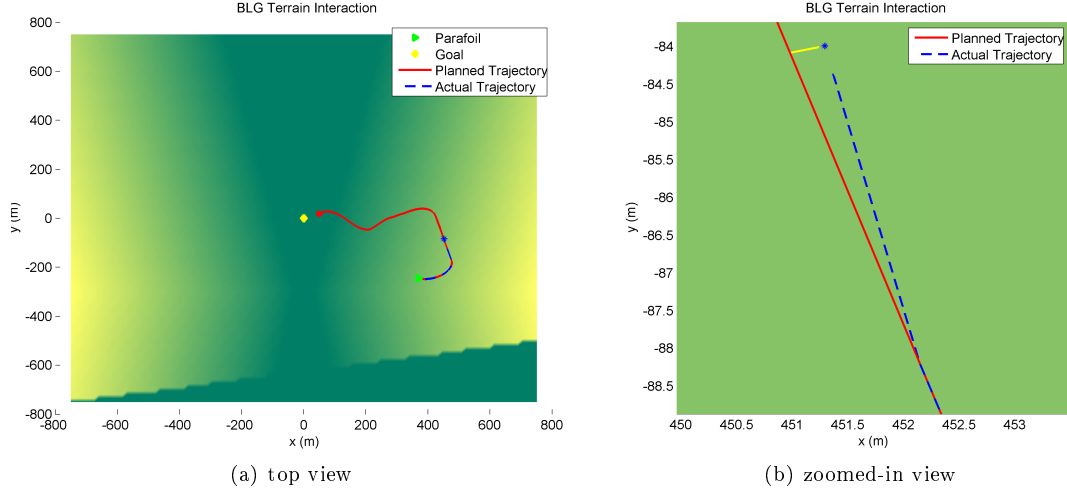 BLG Terrain Interaction
800
600
400
200
0
-200
-400
-600
-800
y (m)
-800 -600 -400 -200 0 200 400 600 800
x (m)
Parafoil
Goal
Planned Trajectory
Actual Trajectory
(a) top view
BLG Terrain Interaction
-84
-84.5
-85
-85.5
-86
-86.5
-87
-87.5
-88
-88.5
y (m)
450 450.5 451 451.5 452 452.5 453
x (m)
Planned Trajectory
Actual Trajectory
(b) zoomed-in view